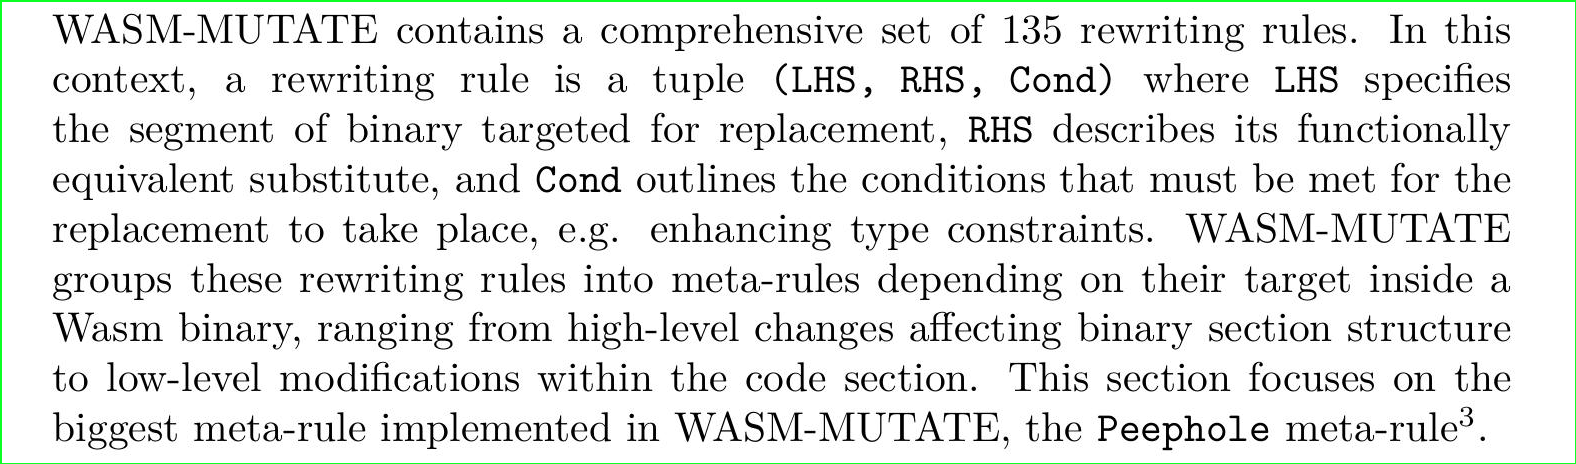 WASM-MUTATE contains a comprehensive set of 135 rewriting rules. In this
context, a rewriting rule is a tuple (LHS, RHS, Cond) where LHS specifies
the segment of binary targeted for replacement, RHS describes its functionally
equivalent substitute, and Cond outlines the conditions that must be met for the
replacement to take place, e.g. enhancing type constraints. WASM-MUTATE
groups these rewriting rules into meta-rules depending on their target inside a
Wasm binary, ranging from high-level changes affecting binary section structure
to low-level modifications within the code section. This section focuses on the
biggest meta-rule implemented in WASM-MUTATE, the Peephole meta-rule³.